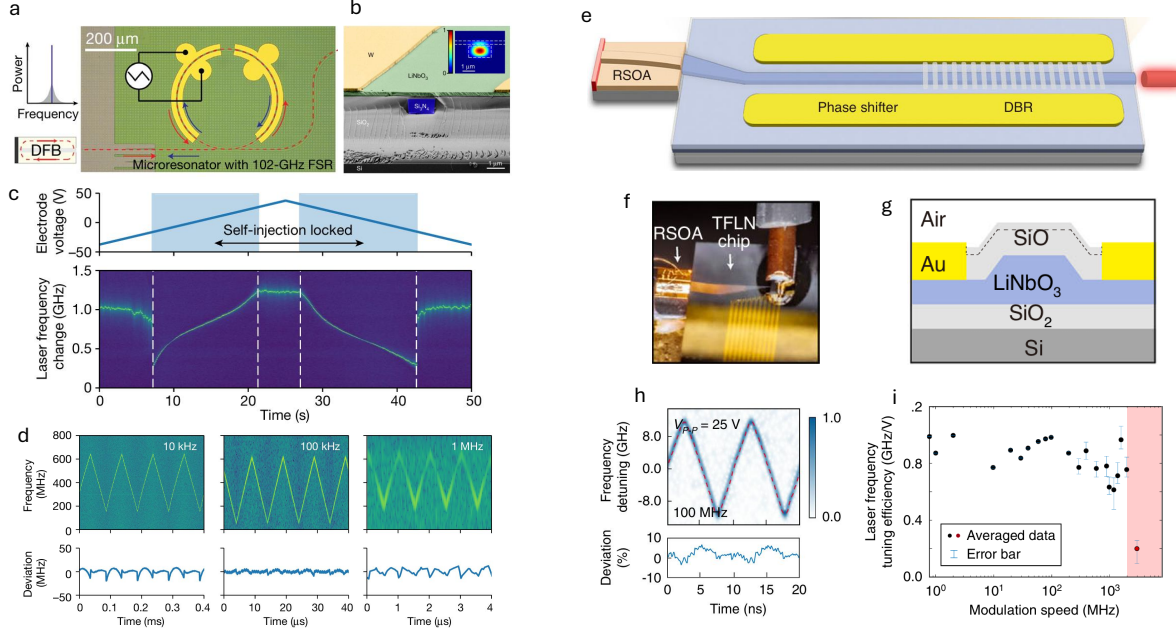 a
200 μm
Power
Frequency
DFB
Microresonator with 102-GHz FSR
b
W
LiNbO3
Si3N4
SiO2
Si
1
0
1 μm
1 μm
c
Electrode
voltage (V)
50
0
−50
Self-injection locked
Laser frequency
change (GHz)
1.5
1.0
0.5
0
0 10 20 30 40 50
Time (s)
d
Frequency
(MHz)
800
600
400
200
0
10 kHz
100 kHz
1 MHz
Deviation
(MHz)
50
0
−50
0 0.1 0.2 0.3 0.4
Time (ms)
0 10 20 30 40
Time (μs)
0 1 2 3 4
Time (μs)
e
RSOA
Phase shifter
DBR
f
RSOA
TFLN
chip
g
Air
SiO
Au
LiNbO3
SiO2
Si
h
Frequency
detuning (GHz)
8.0
0.0
-8.0
VP-P = 25 V
100 MHz
1.0
0.0
Deviation
(%)
10
0
-10
0 5 10 15 20
Time (ns)
i
Laser frequency
tuning efficiency (GHz/V)
.2
0.8
0.4
0.0
Averaged data
Error bar
10⁰ 10¹ 10² 10³
Modulation speed (MHz)